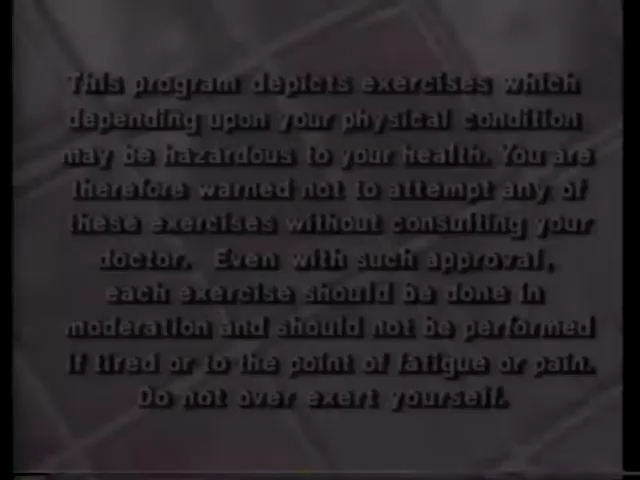 This program depicts exercises which
depending upon your physical condition
may be hazardous to your health. You are
therefore warned not to attempt any of
these exercises without consulting your
doctor. Even with such approval,
each exercise should be done in
moderation and should not be performed
if tired or to the point of fatigue or pain.
Do not over exert yourself.